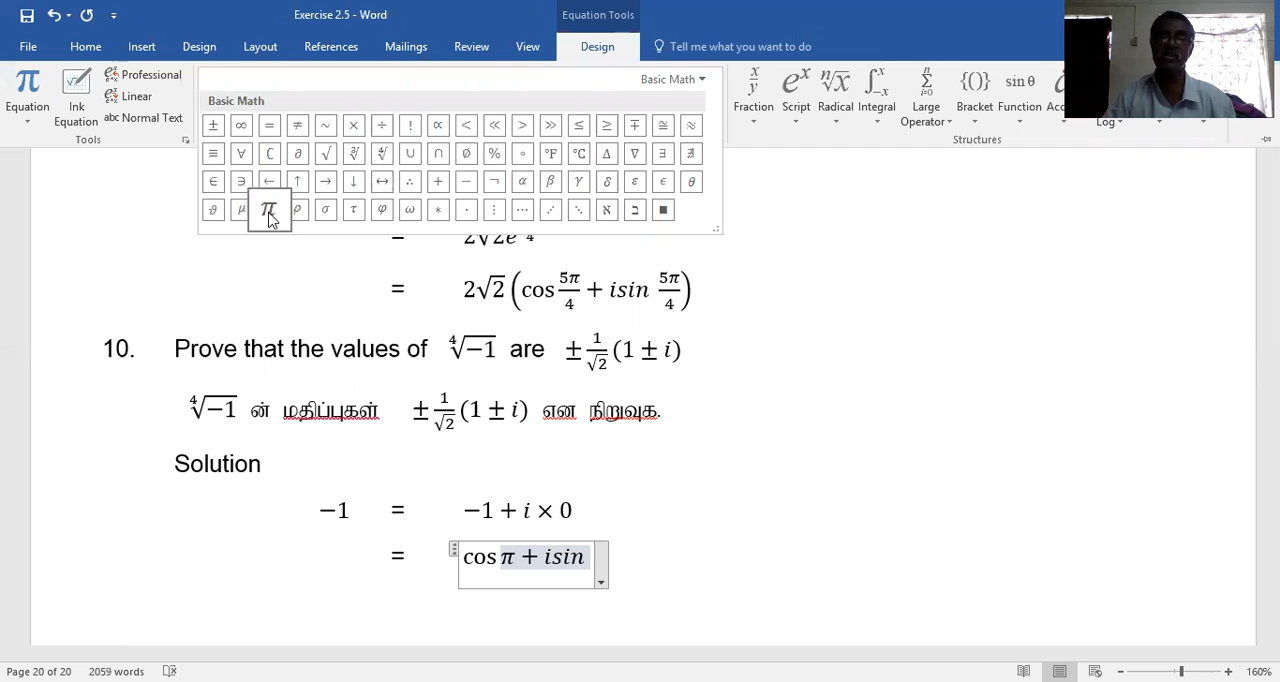 Exercise 2.5 - Word
Equation Tools
File Home Insert Design Layout References Mailings Review View Design Tell me what you want to do
Equation
Ink Equation
Professional
Linear
abc Normal Text
Tools
Basic Math
Basic Math
± ∞ = ≠ ~ × ÷ ! ∝ < ≪ > ≫ ≤ ≥ ∓ ≅ ≈
≡ ∀ ∁ ∂ √ ∛ ∜ ∪ ∩ ∅ % ° °F °C ∆ ∇ ∃ ∄
∈ ∋ ← ↑ → ↓ ↔ ∴ + − ¬ α β γ δ ε ϵ θ
ϑ μ π ρ σ τ φ ω * ∙ ⋮ ⋯ ⋰ ⋱ ℵ ℶ ■
Fraction Script Radical Integral Large Operator Bracket Function
Log
Structures
= 2√2 (cos 5π/4 + isin 5π/4)
10. Prove that the values of ∜−1 are ± 1/√2 (1 ± i)
∜−1 ன் மதிப்புகள் ± 1/√2 (1 ± i) என நிறுவுக.
Solution
−1 = −1 + i × 0
= cos π + isin
Page 20 of 20 2059 words
160%